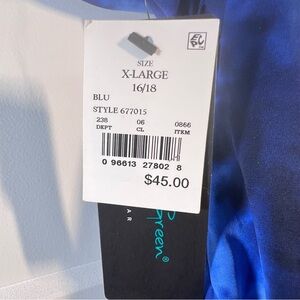 SIZE
X-LARGE
16/18
BLU
STYLE 677015
238 06 0866
DEPT CL ITEM
0 96613 27802 8
$45.00
Green®